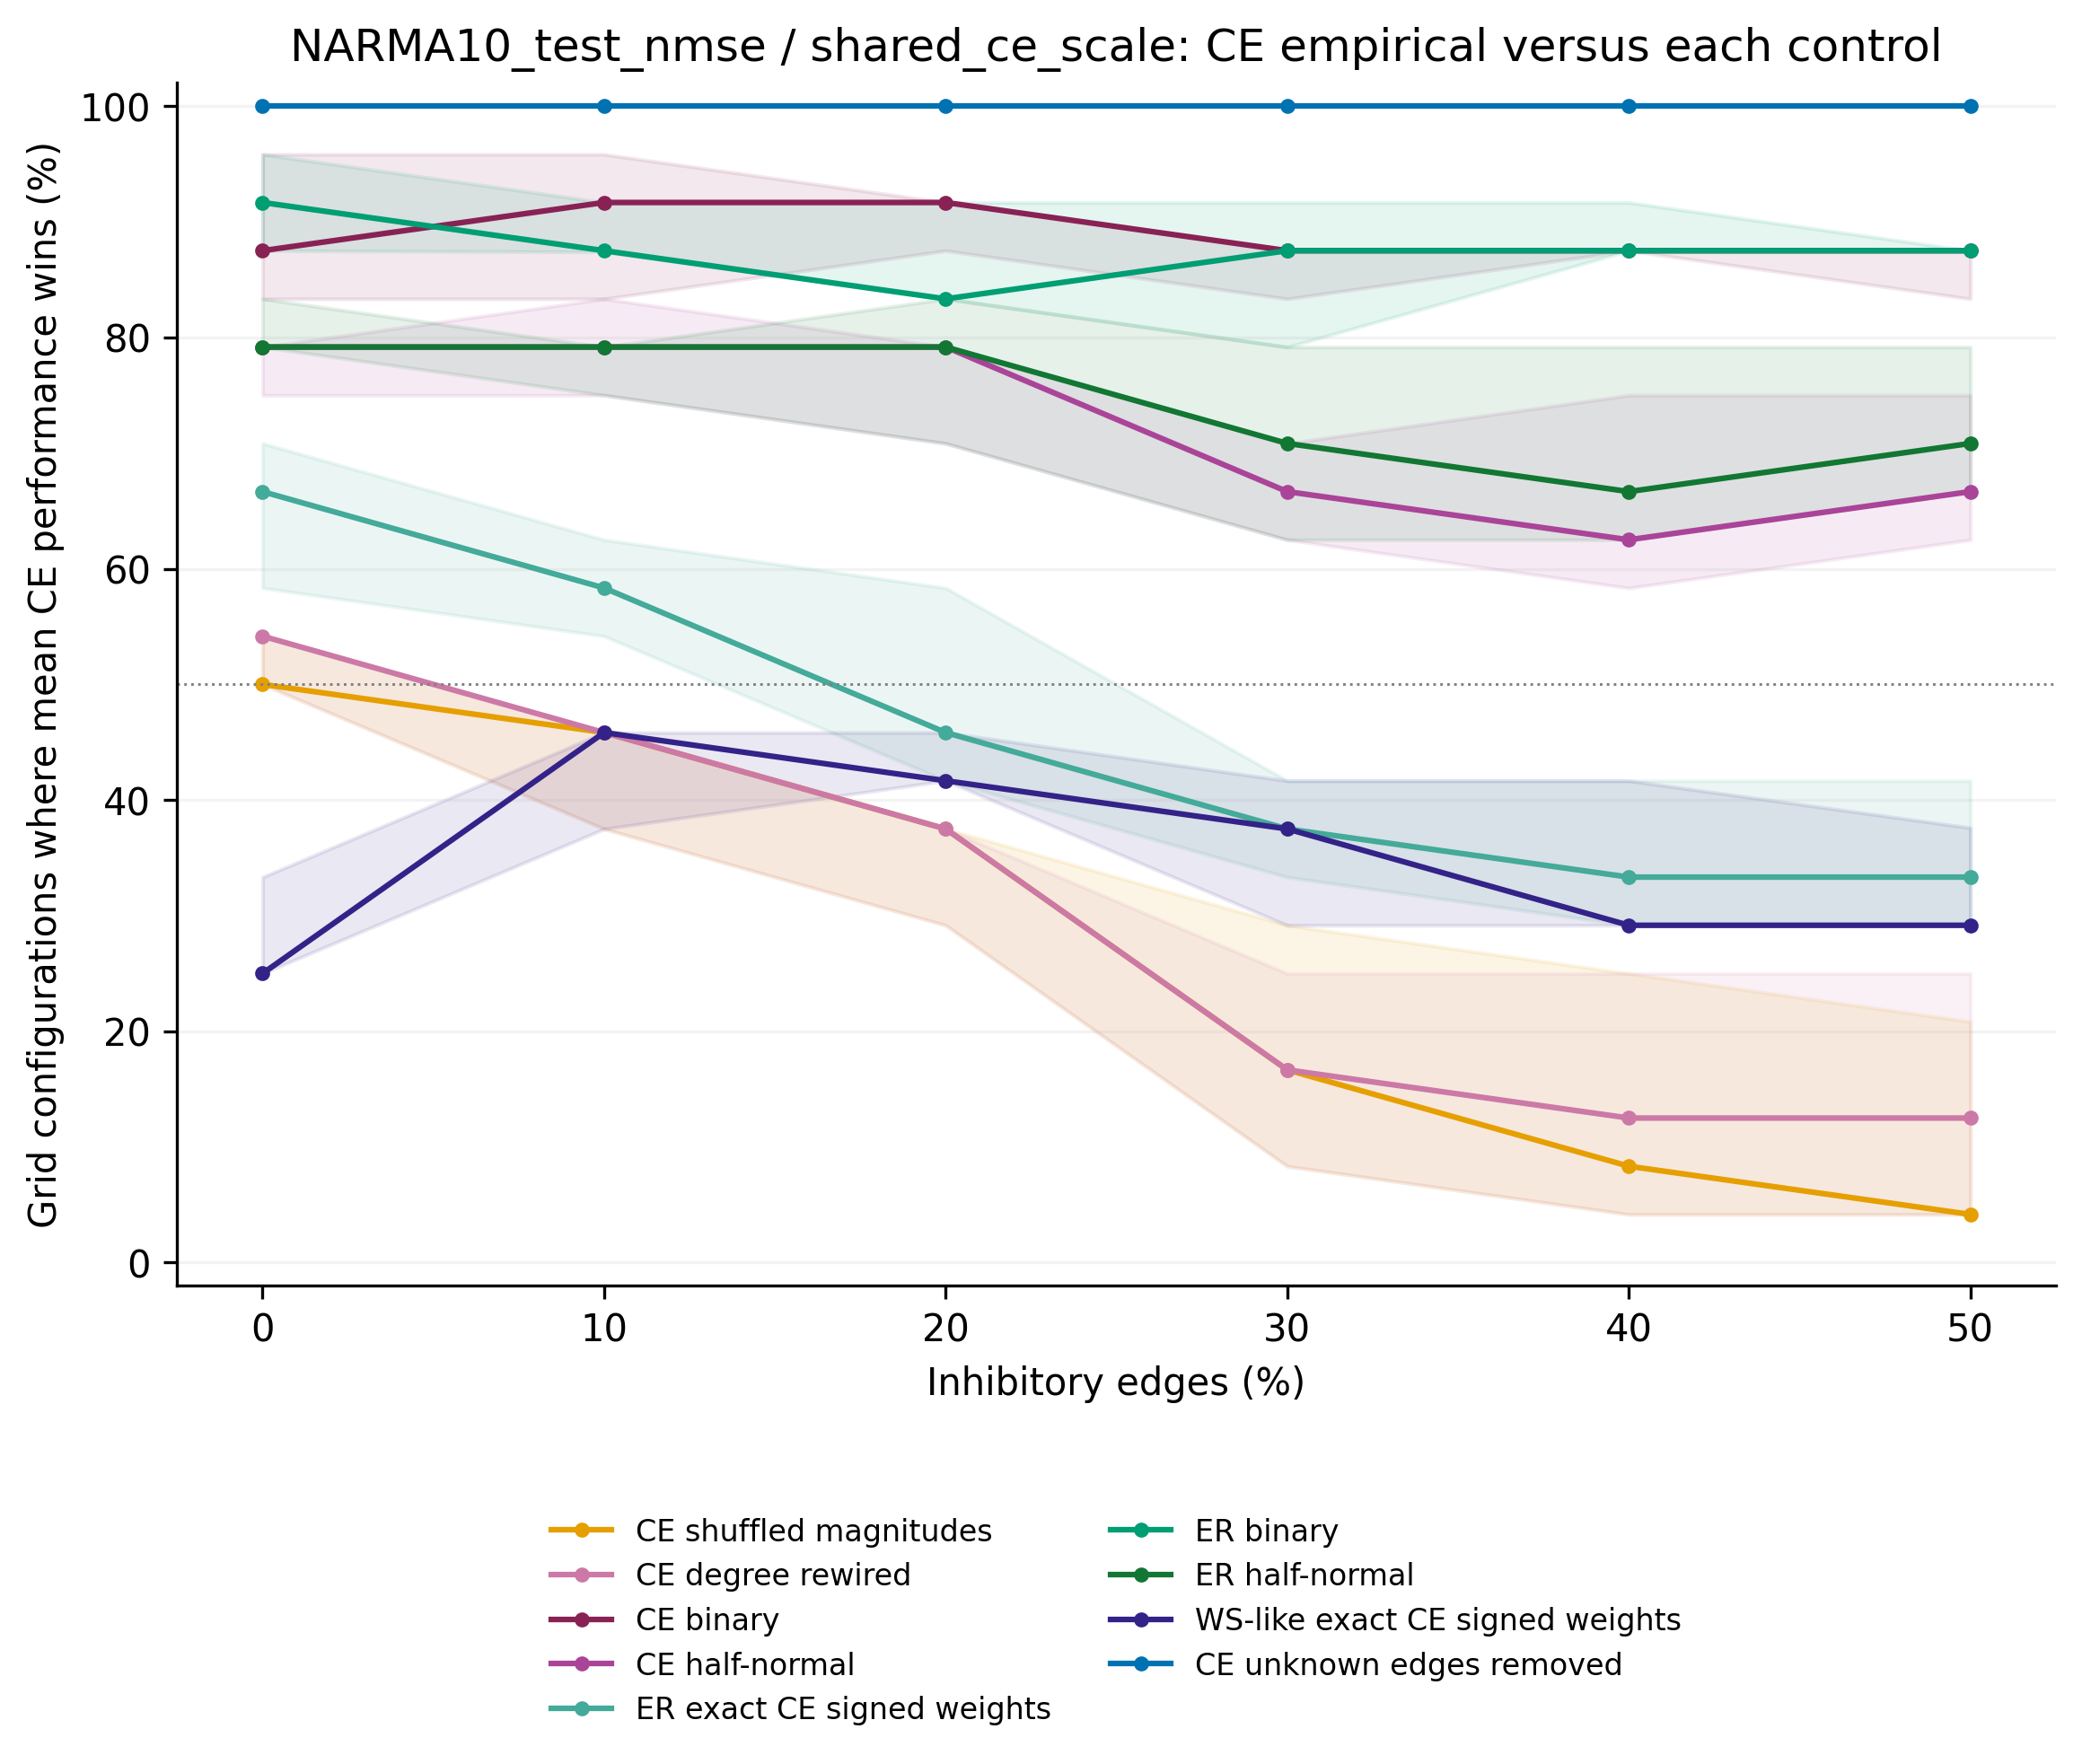 NARMA10_test_nmse / shared_ce_scale: CE empirical versus each control
Grid configurations where mean CE performance wins (%)
100
80
60
40
20
0
0 10 20 30 40 50
Inhibitory edges (%)
CE shuffled magnitudes
CE degree rewired
CE binary
CE half-normal
ER exact CE signed weights
ER binary
ER half-normal
WS-like exact CE signed weights
CE unknown edges removed